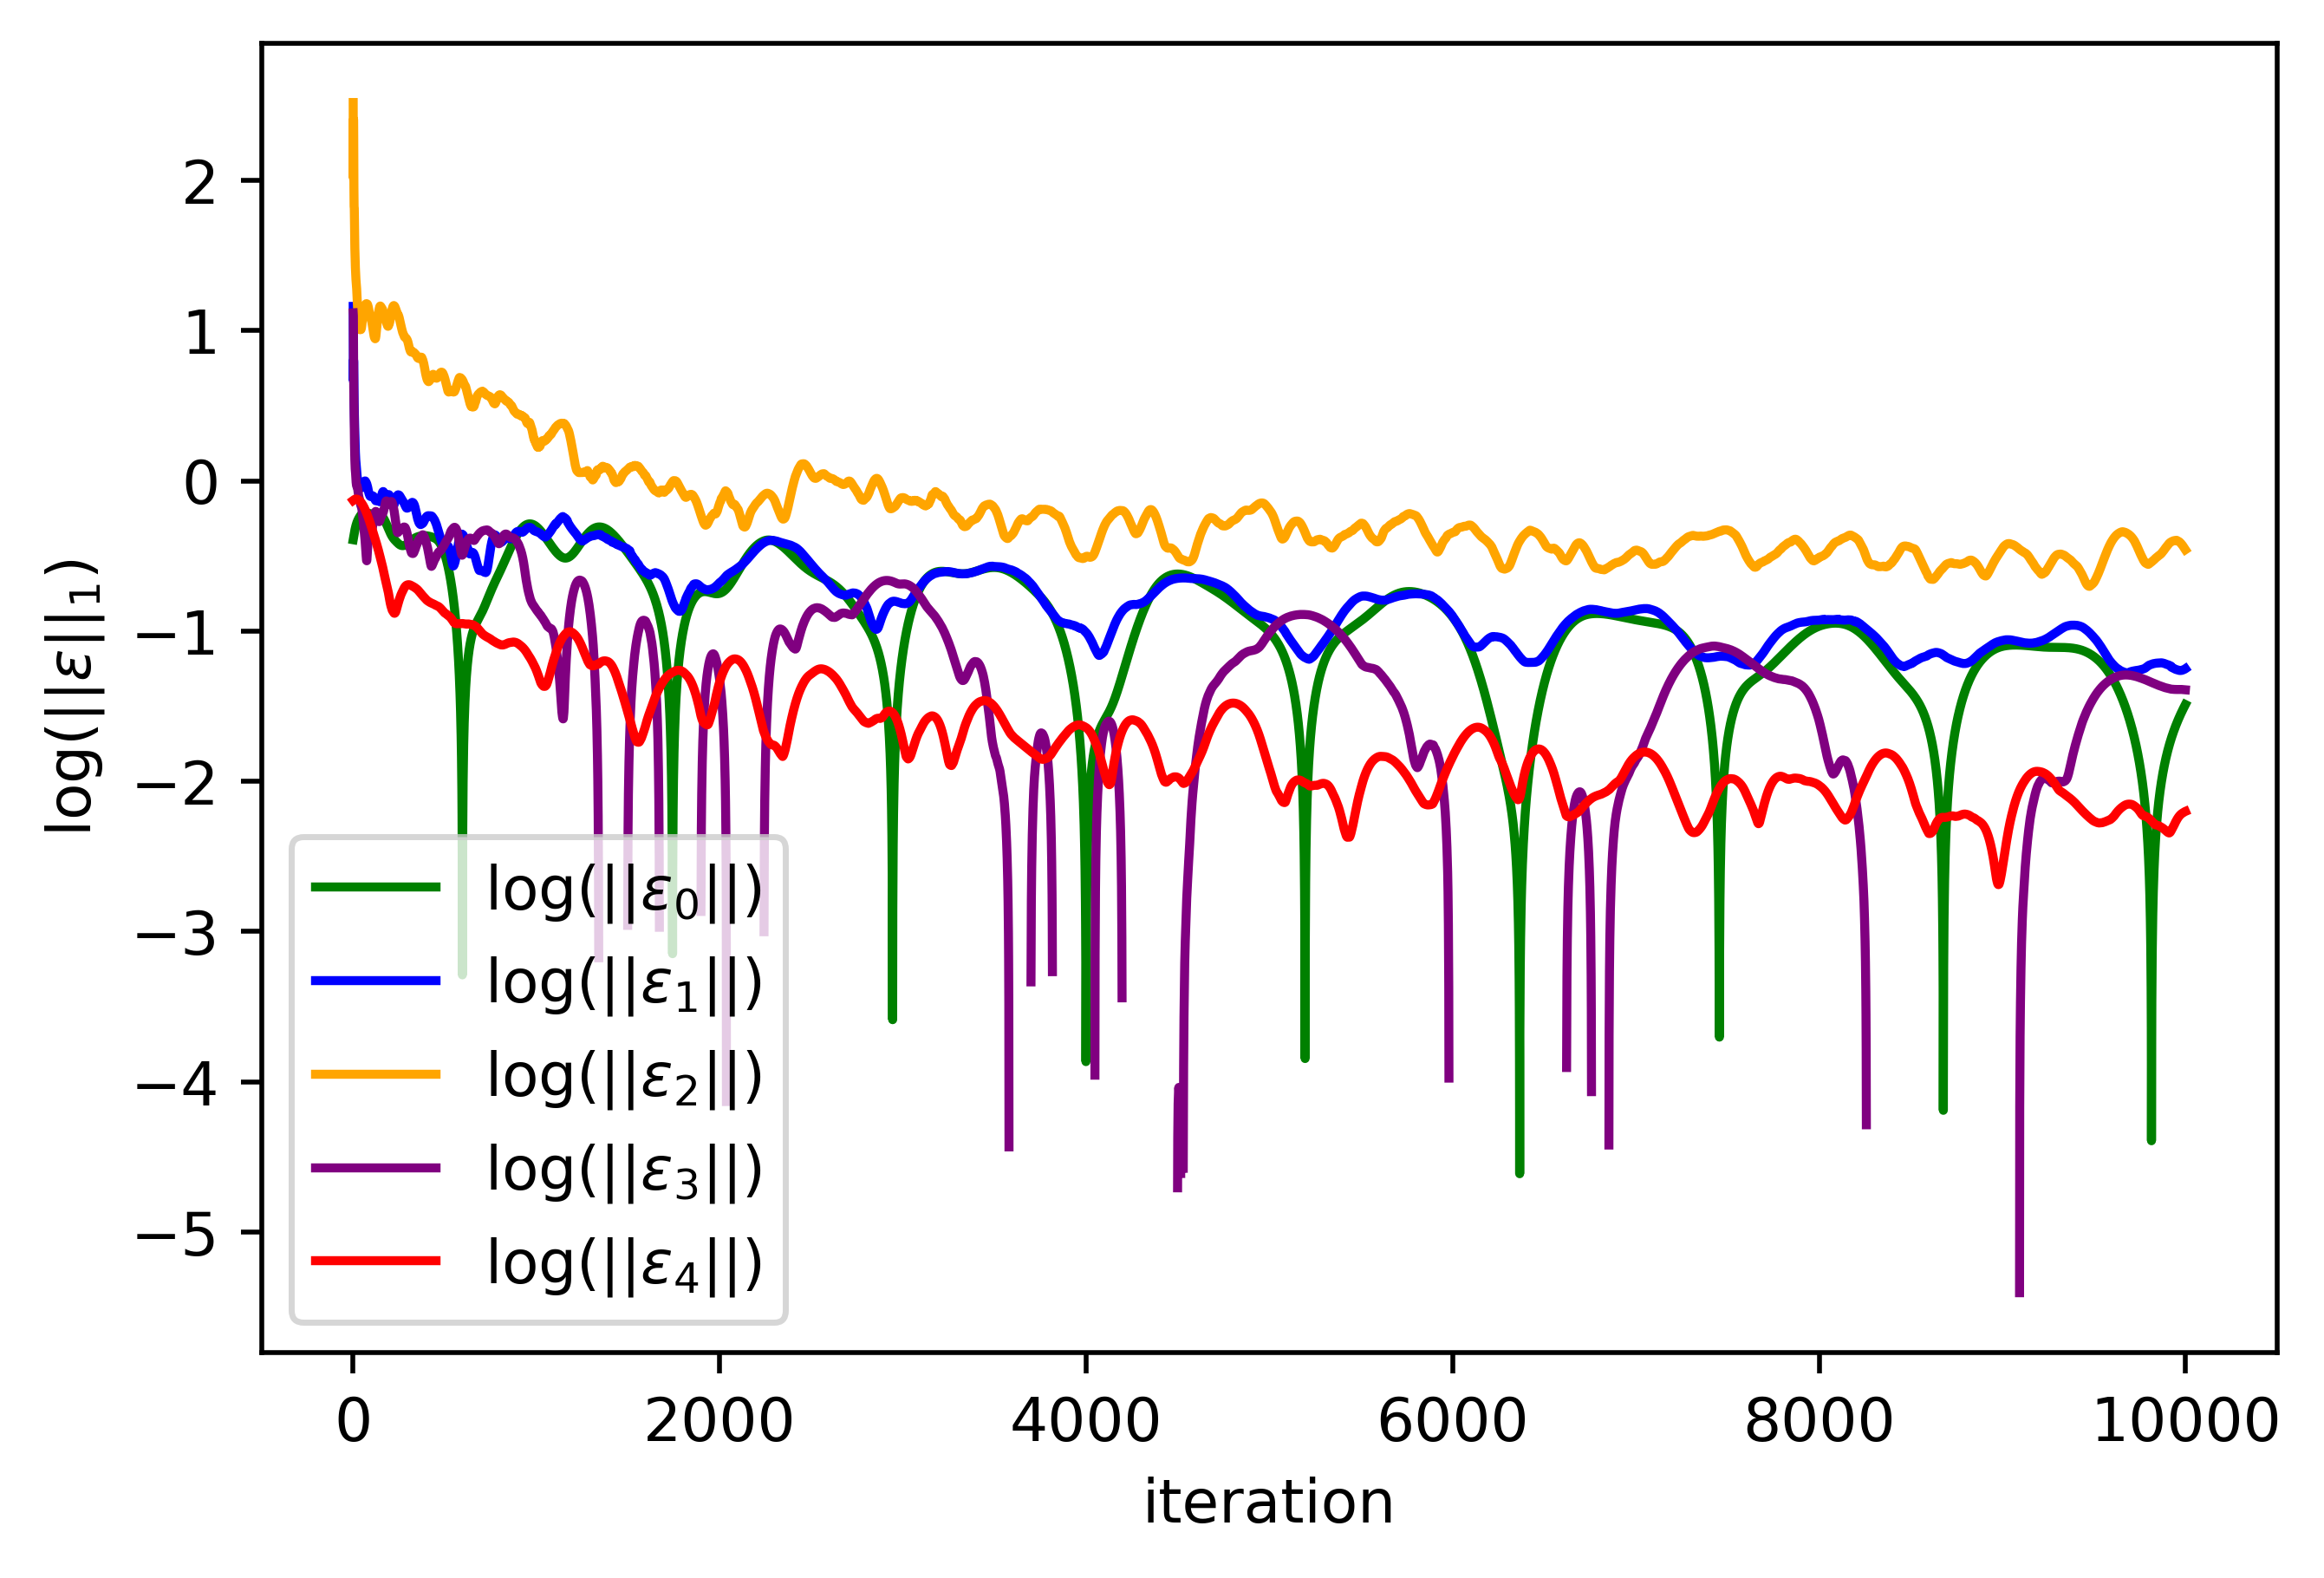 log(||ε||₁)
2
1
0
−1
−2
−3
−4
−5
log(||ε₀||)
log(||ε₁||)
log(||ε₂||)
log(||ε₃||)
log(||ε₄||)
0 2000 4000 6000 8000 10000
iteration